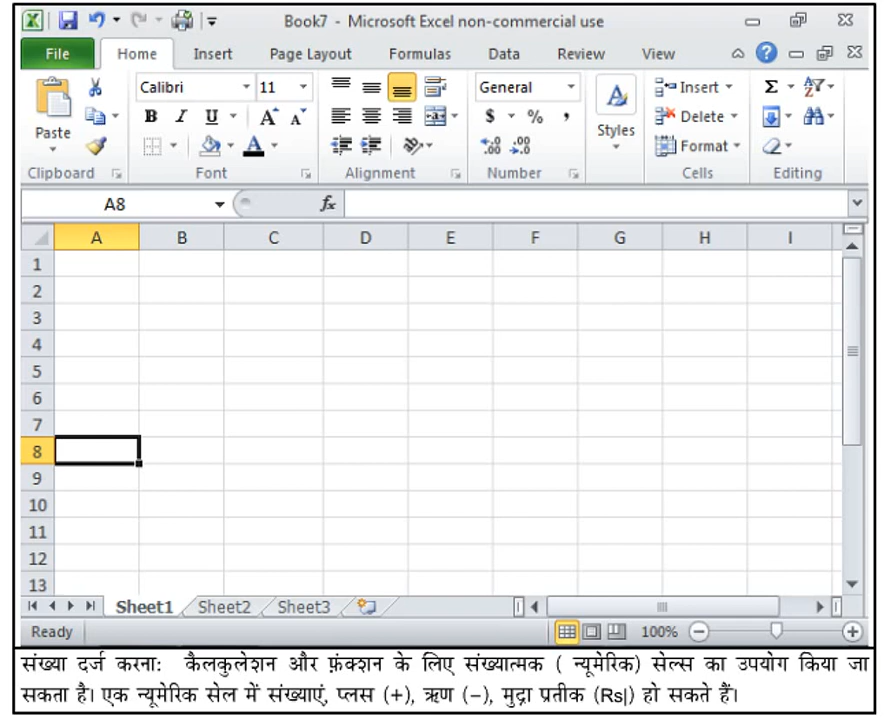 Book7 - Microsoft Excel non-commercial use
File Home Insert Page Layout Formulas Data Review View
Calibri 11 General Insert
B I U A A $ % , Delete
Paste Styles Format
Clipboard Font Alignment Number Cells Editing
A8 fx
A B C D E F G H I
1
2
3
4
5
6
7
8
9
10
11
12
13
Sheet1 Sheet2 Sheet3
Ready 100%
संख्या दर्ज करना: कैलकुलेशन और फ़ंक्शन के लिए संख्यात्मक ( न्यूमेरिक) सेल्स का उपयोग किया जा
सकता है। एक न्यूमेरिक सेल में संख्याएं, प्लस (+), ऋण (–), मुद्रा प्रतीक (Rs|) हो सकते हैं।